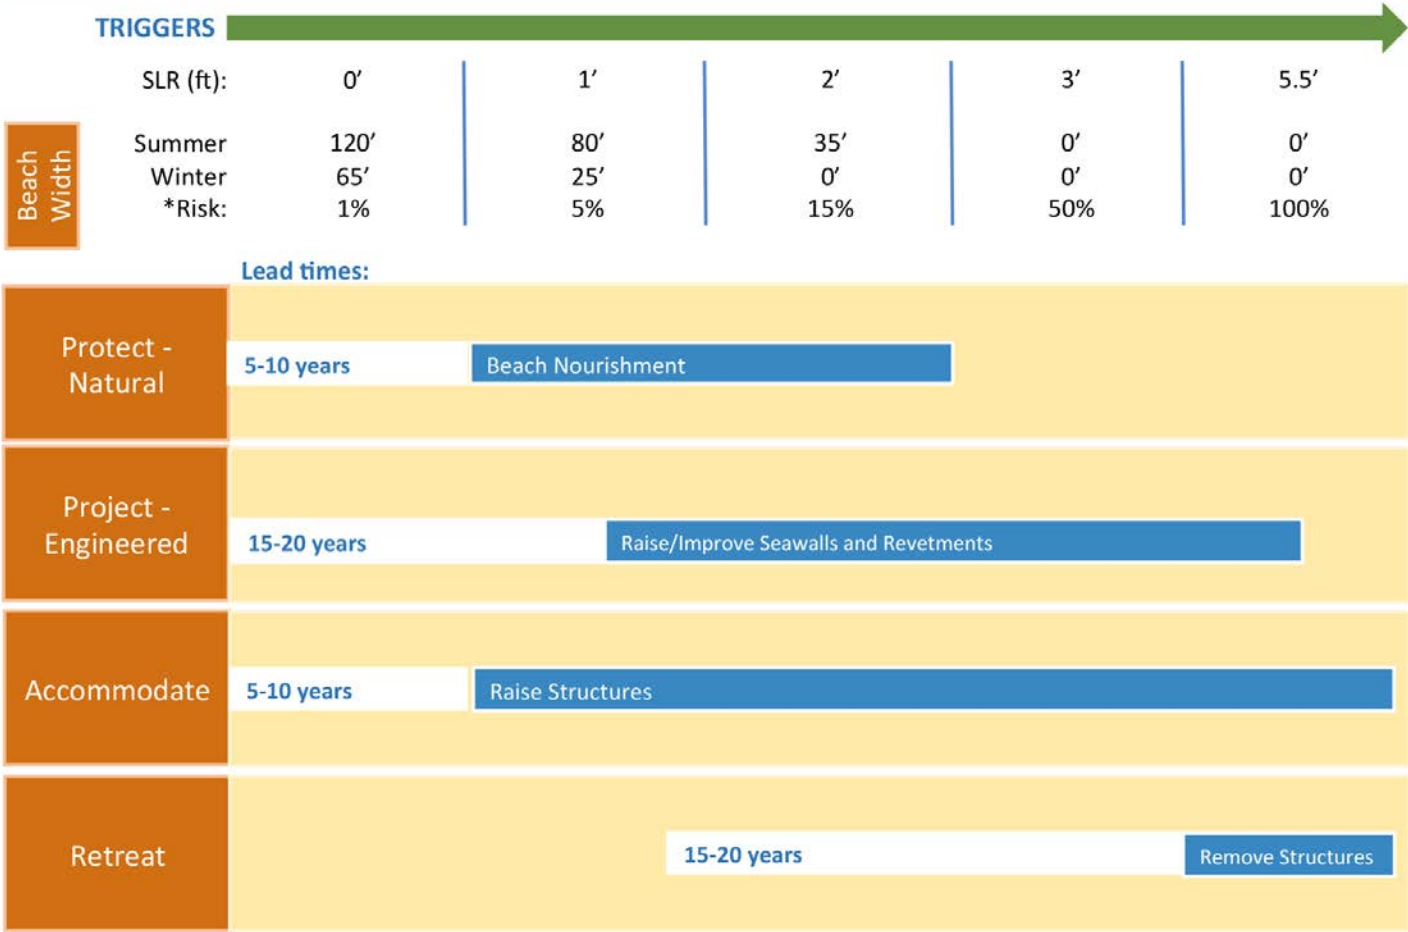 TRIGGERS
SLR (ft): 0’ 1’ 2’ 3’ 5.5’
Beach
Width
Summer 120’ 80’ 35’ 0’ 0’
Winter 65’ 25’ 0’ 0’ 0’
*Risk: 1% 5% 15% 50% 100%
Lead times:
Protect -
Natural
5-10 years Beach Nourishment
Project -
Engineered
15-20 years Raise/Improve Seawalls and Revetments
Accommodate 5-10 years Raise Structures
Retreat 15-20 years Remove Structures